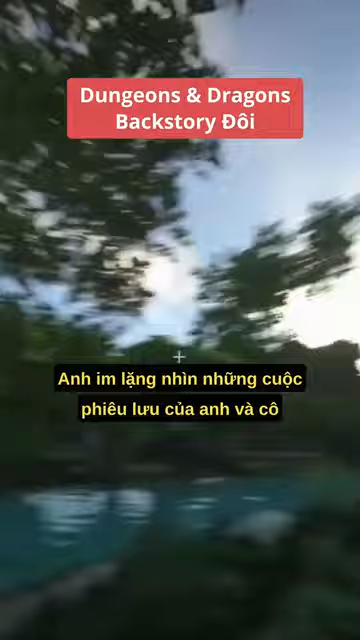 Dungeons & Dragons
Backstory Đôi
Anh im lặng nhìn những cuộc
phiêu lưu của anh và cô